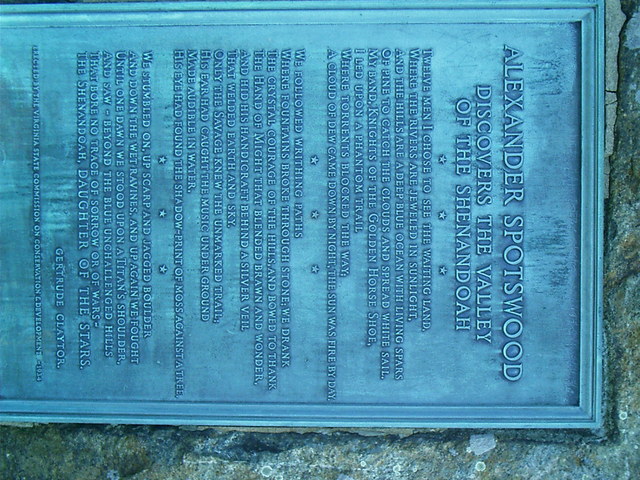 ALEXANDER SPOTSWOOD
DISCOVERS THE VALLEY
OF THE SHENANDOAH
* * *
TWELVE MEN I CHOSE TO SEE THE WAITING LAND,
WHERE THE RIVERS ARE JEWELED IN SUNLIGHT,
AND THE HILLS ARE A DEEP BLUE OCEAN WITH LIVING SPARS
OF PINE TO CATCH THE CLOUDS, AND SPREAD WHITE SAIL.
MY BAND, KNIGHTS OF THE GOLDEN HORSE SHOE,
I LED UPON A PHANTOM TRAIL
WHERE TORRENTS BLOCKED THE WAY;
A CLOUD OF DEW CAME DOWN BY NIGHT, THE SUN WAS FIRE BY DAY.
* * *
WE FOLLOWED WRITHING PATHS
WHERE FOUNTAINS BROKE THROUGH STONE; WE DRANK
THE CRYSTAL COURAGE OF THE HILLS, AND BOWED TO THANK
THE HAND OF MIGHT THAT BLENDED BRAWN AND WONDER,
AND HID HIS HANDICRAFT BEHIND A SILVER VEIL
THAT WELDED EARTH AND SKY.
ONLY THE SAVAGE KNEW THE UNMARKED TRAIL;
HIS EAR HAD CAUGHT THE MUSIC UNDER GROUND
MADE AUDIBLE IN WATER;
HIS EYE HAD FOUND THE SHADOW PRINT OF MOSS AGAINST A TREE.
* * *
WE STUMBLED ON, UP SCARP AND JAGGED BOULDER
AND DOWN THE WET RAVINES, AND UP AGAIN WE FOUGHT
UNTIL ONE DAWN WE STOOD UPON A TITAN'S SHOULDER,
AND SAW - BEYOND THE BLUE UNCHALLENGED HILLS
THAT BORE NO TRACE OF SORROW OR OF WARS -
THE SHENANDOAH, DAUGHTER OF THE STARS.
GERTRUDE CLAYTOR.
ERECTED BY THE VIRGINIA STATE COMMISSION ON CONSERVATION & DEVELOPMENT -